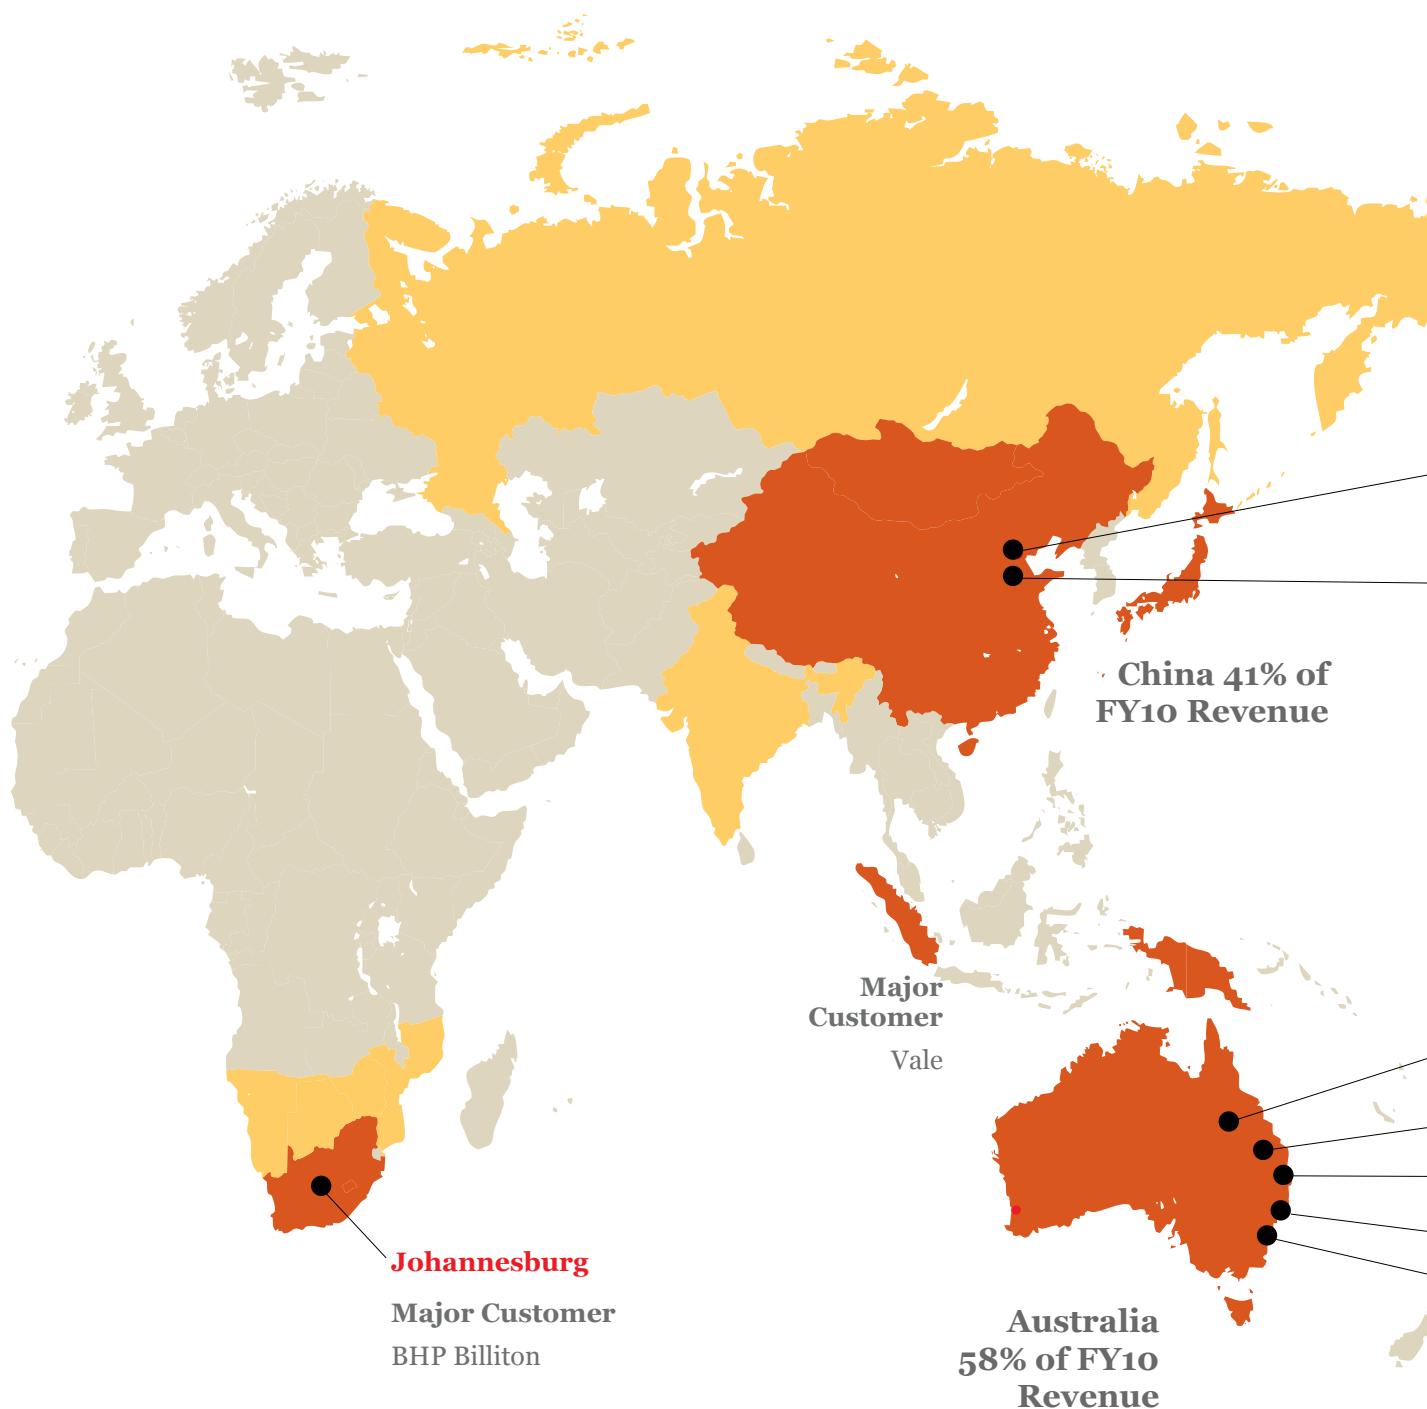 China 41% of
FY10 Revenue
Major
Customer
Vale
Johannesburg
Major Customer
BHP Billiton
Australia
58% of FY10
Revenue